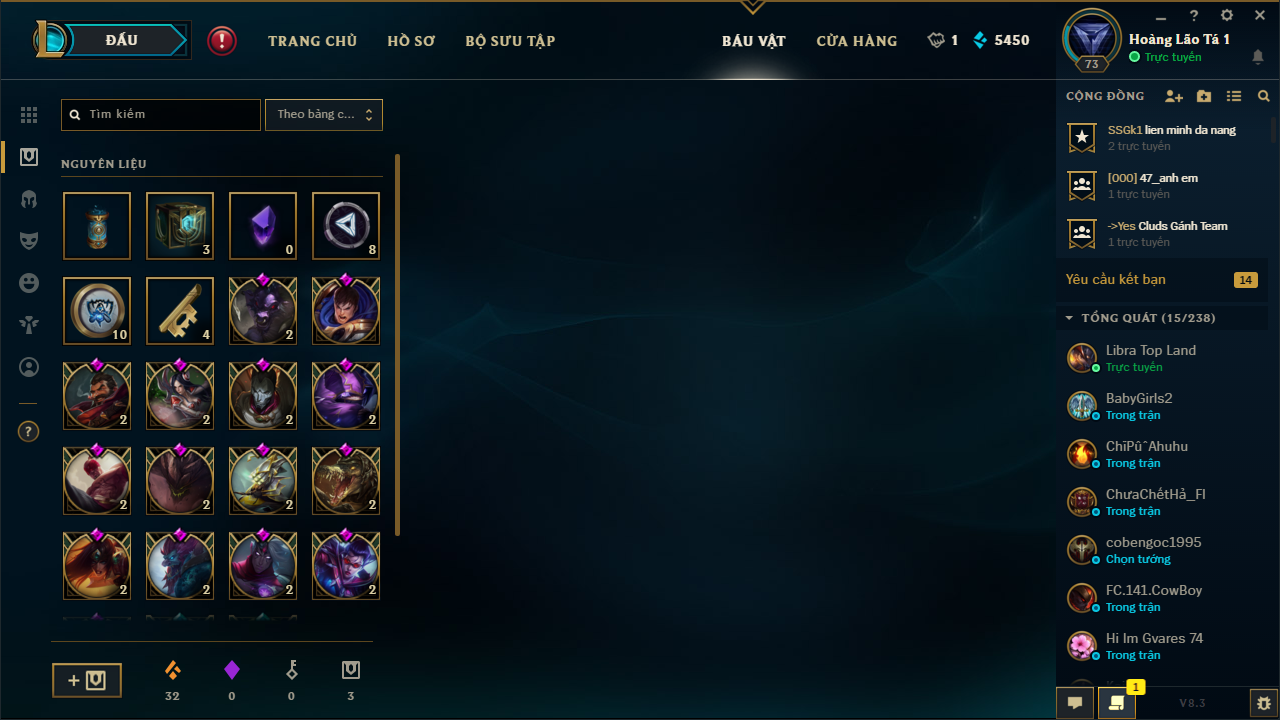 ĐẤU
TRANG CHỦ
HỒ SƠ
BỘ SƯU TẬP
BÁU VẬT
CỬA HÀNG
1
5450
73
Hoàng Lão Tá 1
Trực tuyến
Tìm kiếm
Theo bảng c...
NGUYÊN LIỆU
3
0
8
10
4
2
2
2
2
2
2
2
2
2
2
2
2
2
2
32
0
0
3
CỘNG ĐỒNG
SSGk1 lien minh da nang
2 trực tuyến
[OOO] 47_anh em
1 trực tuyến
->Yes Cluds Gánh Team
1 trực tuyến
Yêu cầu kết bạn
14
TỔNG QUÁT (15/238)
Libra Top Land
Trực tuyến
BabyGirls2
Trong trận
ChīPûˆAhuhu
Trong trận
ChưaChếtHả_FI
Trong trận
cobengoc1995
Chọn tướng
FC.141.CowBoy
Trong trận
Hi Im Gvares 74
Trong trận
1
V8.3